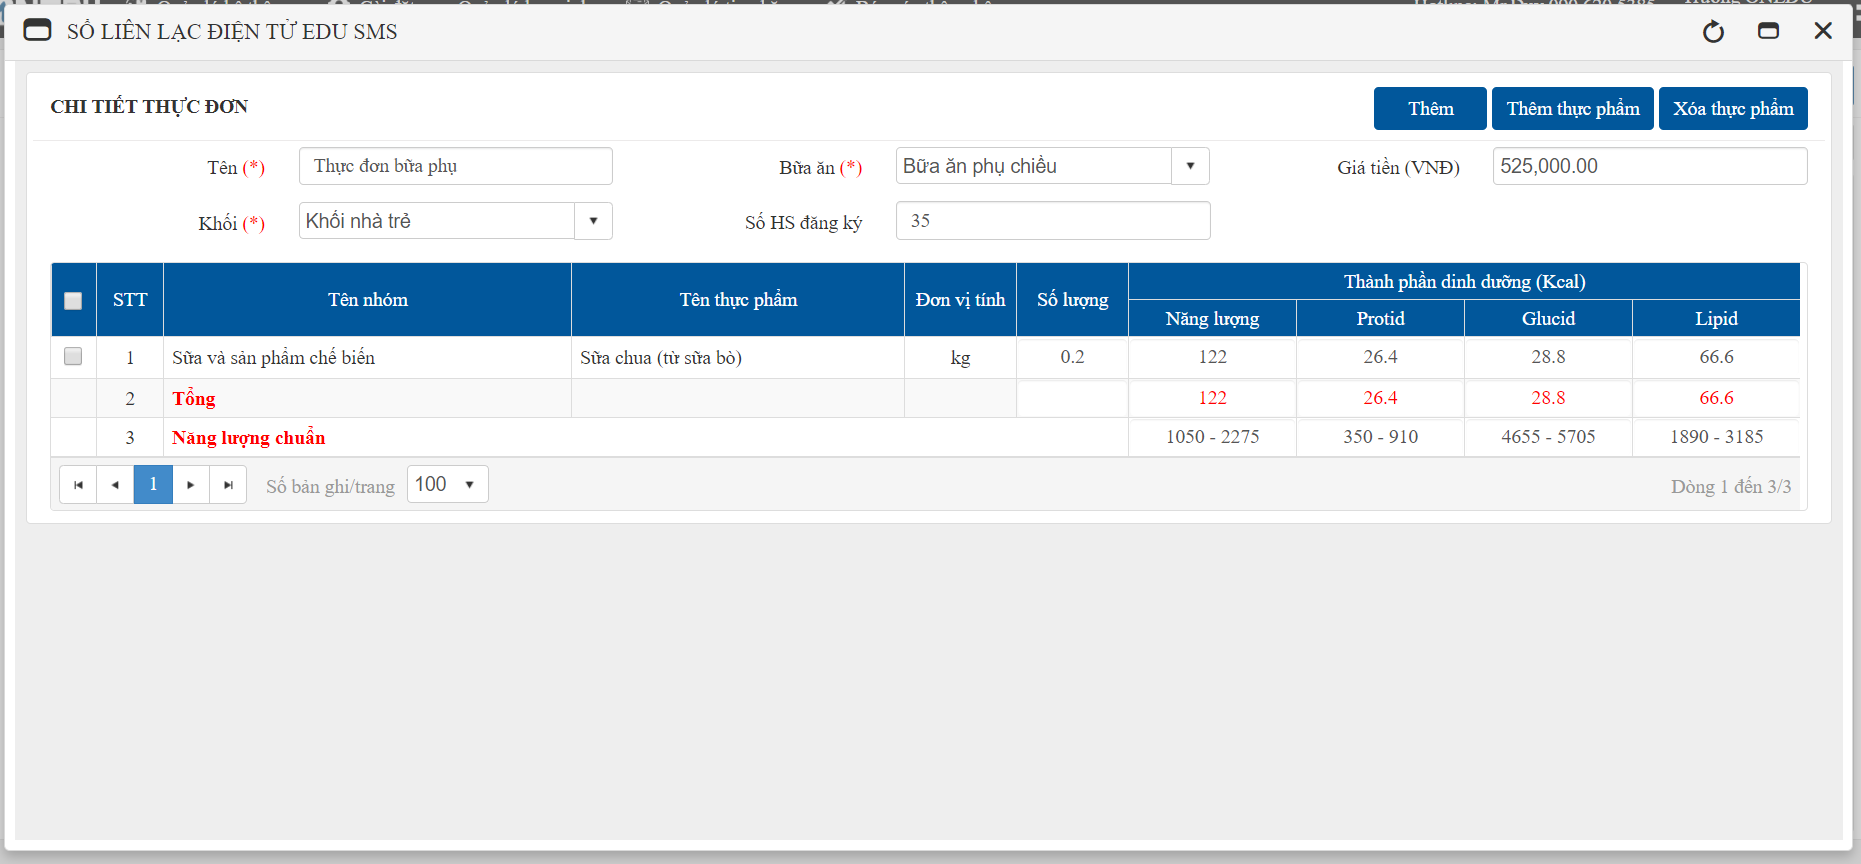 SỔ LIÊN LẠC ĐIỆN TỬ EDU SMS
CHI TIẾT THỰC ĐƠN
Thêm Thêm thực phẩm Xóa thực phẩm
Tên (*) Thực đơn bữa phụ Bữa ăn (*) Bữa ăn phụ chiều Giá tiền (VNĐ) 525,000.00
Khối (*) Khối nhà trẻ Số HS đăng ký 35
STT Tên nhóm Tên thực phẩm Đơn vị tính Số lượng Thành phần dinh dưỡng (Kcal)
Năng lượng Protid Glucid Lipid
1 Sữa và sản phẩm chế biến Sữa chua (từ sữa bò) kg 0.2 122 26.4 28.8 66.6
2 Tổng 122 26.4 28.8 66.6
3 Năng lượng chuẩn 1050 - 2275 350 - 910 4655 - 5705 1890 - 3185
1 Số bản ghi/trang 100 Dòng 1 đến 3/3